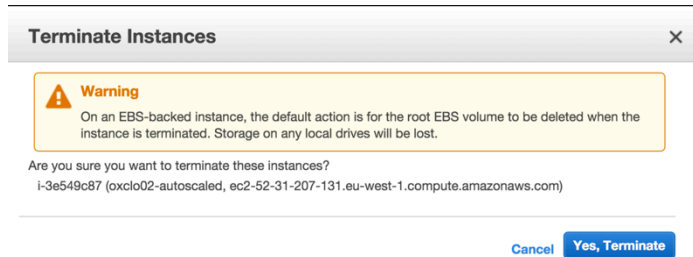 Terminate Instances
Warning
On an EBS-backed instance, the default action is for the root EBS volume to be deleted when the
instance is terminated. Storage on any local drives will be lost.
Are you sure you want to terminate these instances?
i-3e549c87 (oxclo02-autoscaled, ec2-52-31-207-131.eu-west-1.compute.amazonaws.com)
Cancel Yes, Terminate